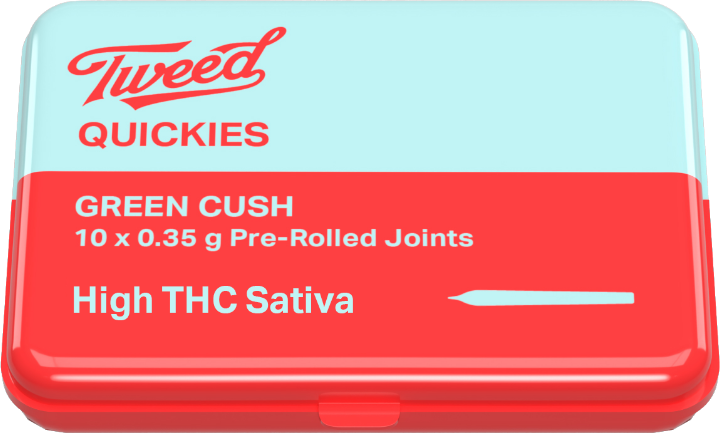 Tweed
QUICKIES
GREEN CUSH
10 x 0.35 g Pre-Rolled Joints
High THC Sativa